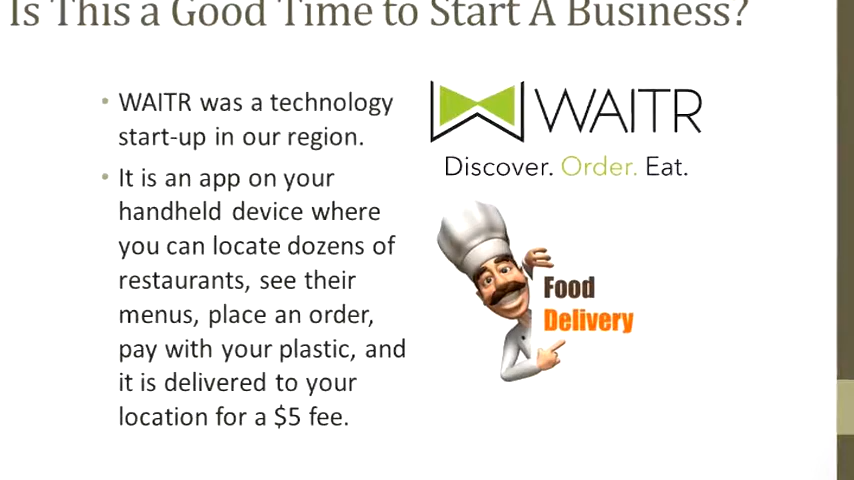 Is This a Good Time to Start A Business?
• WAITR was a technology
start-up in our region.
• It is an app on your
handheld device where
you can locate dozens of
restaurants, see their
menus, place an order,
pay with your plastic, and
it is delivered to your
location for a $5 fee.
WAITR
Discover. Order. Eat.
Food
Delivery